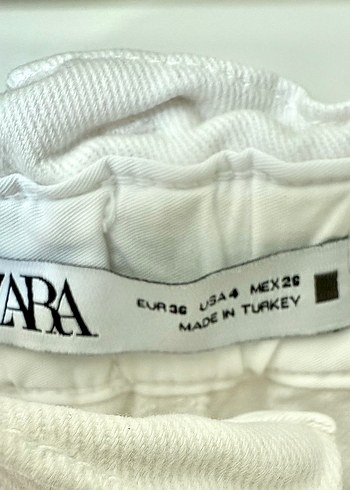 ZARA
EUR 36 USA 4 MEX 26
MADE IN TURKEY